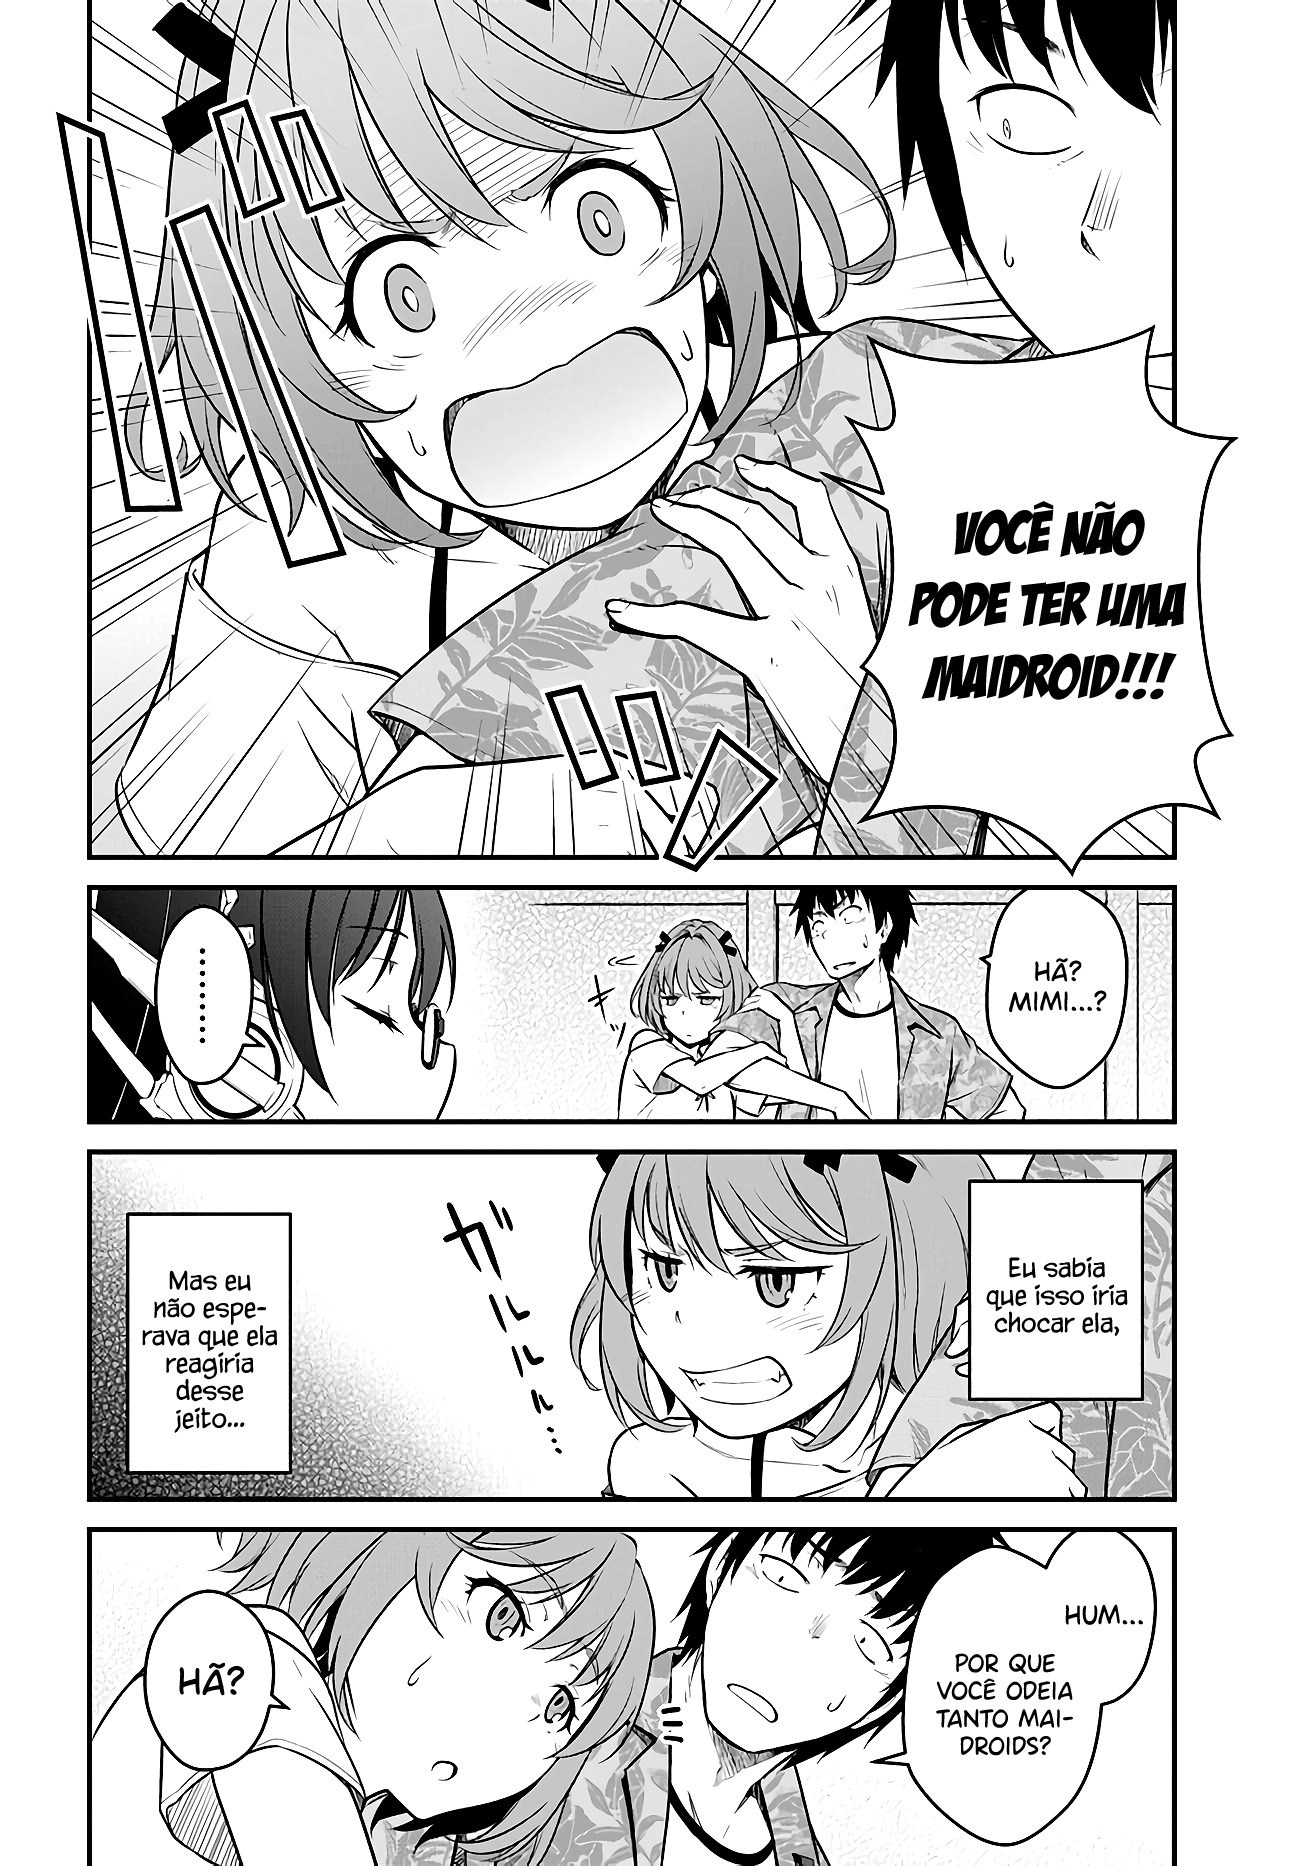 VOCÊ NÃO
PODE TER UMA
MAIDROID!!!
HÃ?
MIMI...?
.......
Eu sabia
que isso iria
chocar ela,
ガルルルル……
Mas eu
não espe-
rava que ela
reagiria
desse
jeito...
HUM...
POR QUE
VOCÊ ODEIA
TANTO MAI-
DROIDS?
HÃ?